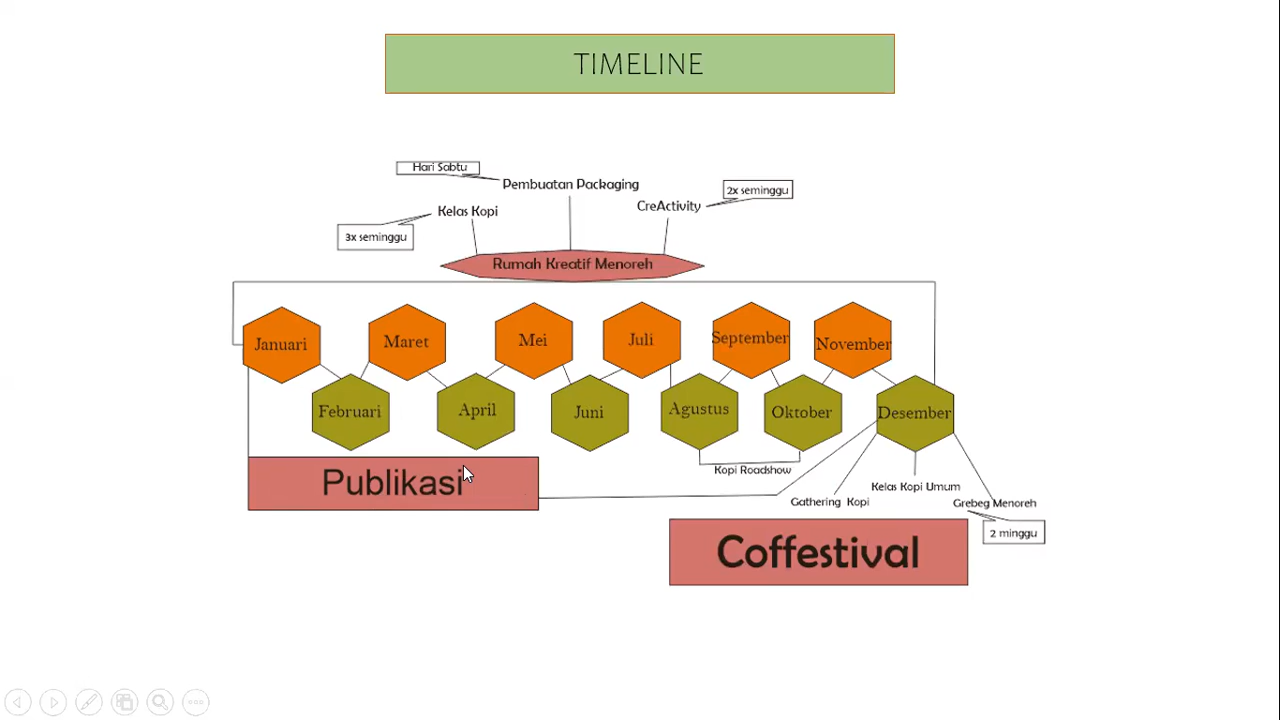 TIMELINE
Hari Sabtu
Pembuatan Packaging
2x seminggu
Kelas Kopi
CreActivity
3x seminggu
Rumah Kreatif Menoreh
Januari
Maret
Mei
Juli
September
November
Februari
April
Juni
Agustus
Oktober
Desember
Kopi Roadshow
Publikasi
Kelas Kopi Umum
Gathering Kopi
Grebeg Menoreh
2 minggu
Coffestival